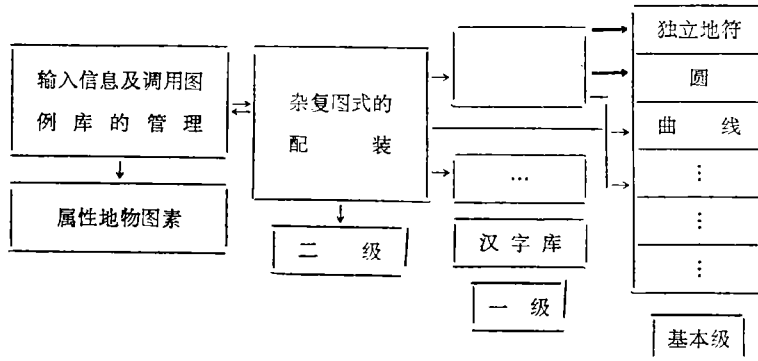 输入信息及调用图
例库的管理
属性地物图素
杂复图式的
配装
二级
…
汉字库
一级
独立地符
圆
曲线
⋮
⋮
⋮
基本级